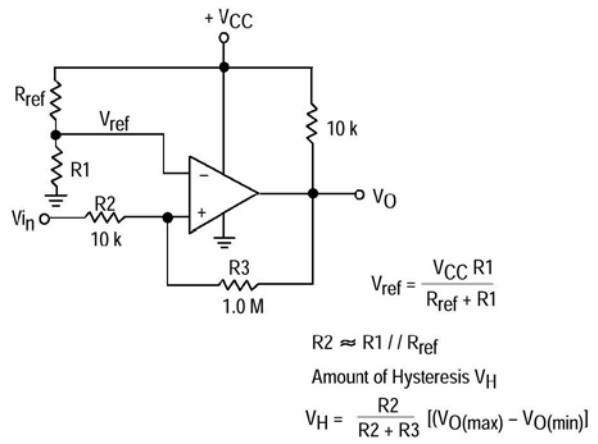 + VCC
Rref
Vref
10 k
R1
−
Vin
R2
+
VO
10 k
R3
1.0 M
Vref = VCC R1 / Rref + R1
R2 ≈ R1 // Rref
Amount of Hysteresis VH
VH = R2 / R2 + R3 [(VO(max) − VO(min)]